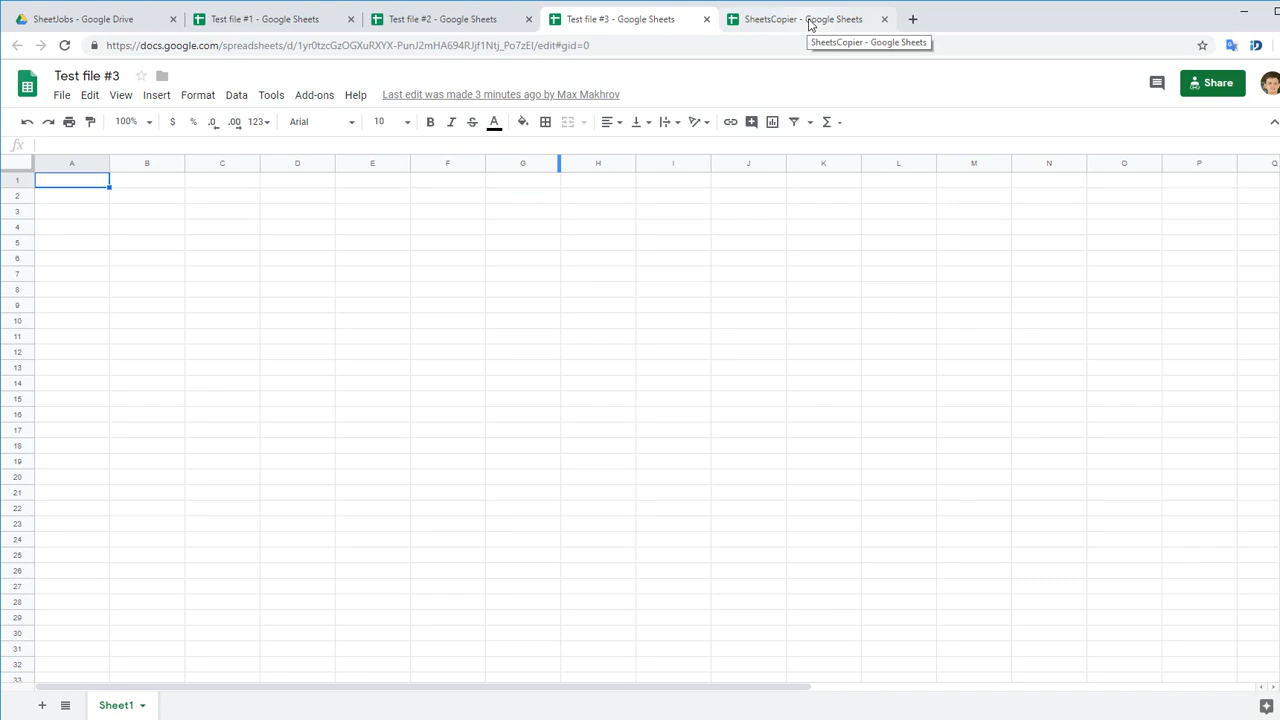 SheetJobs - Google Drive
Test file #1 - Google Sheets
Test file #2 - Google Sheets
Test file #3 - Google Sheets
SheetsCopier - Google Sheets
https://docs.google.com/spreadsheets/d/1yr0tzcGzOGXuRXYX-PunJ2mHA694RJjf1Ntj_Po7zEI/edit#gid=0
SheetsCopier - Google Sheets
Test file #3
File Edit View Insert Format Data Tools Add-ons Help Last edit was made 3 minutes ago by Max Makhrov
Share
100% $ % .0 .00 123 Arial 10 B I S A Σ
fx
A B C D E F G H I J K L M N O P Q
1
2
3
4
5
6
7
8
9
10
11
12
13
14
15
16
17
18
19
20
21
22
23
24
25
26
27
28
29
30
31
32
33
Sheet1